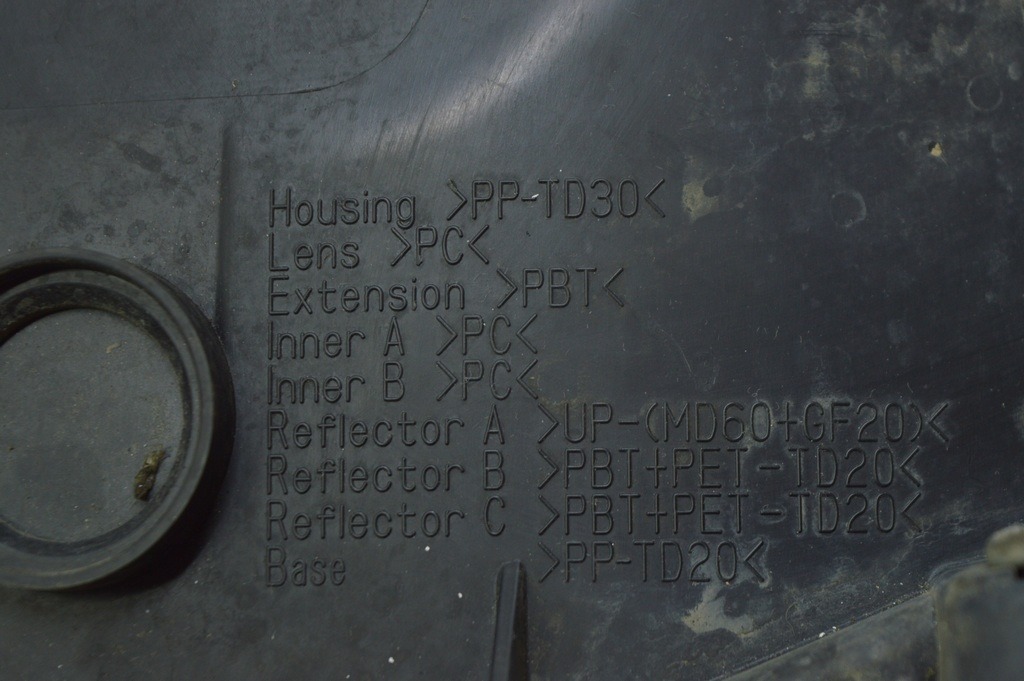 Housing >PP-TD30<
Lens >PC<
Extension >PBT<
Inner A >PC<
Inner B >PC<
Reflector A >UP-(MD60+GF20)<
Reflector B >PBT+PET-TD20<
Reflector C >PBT+PET-TD20<
Base >PP-TD20<